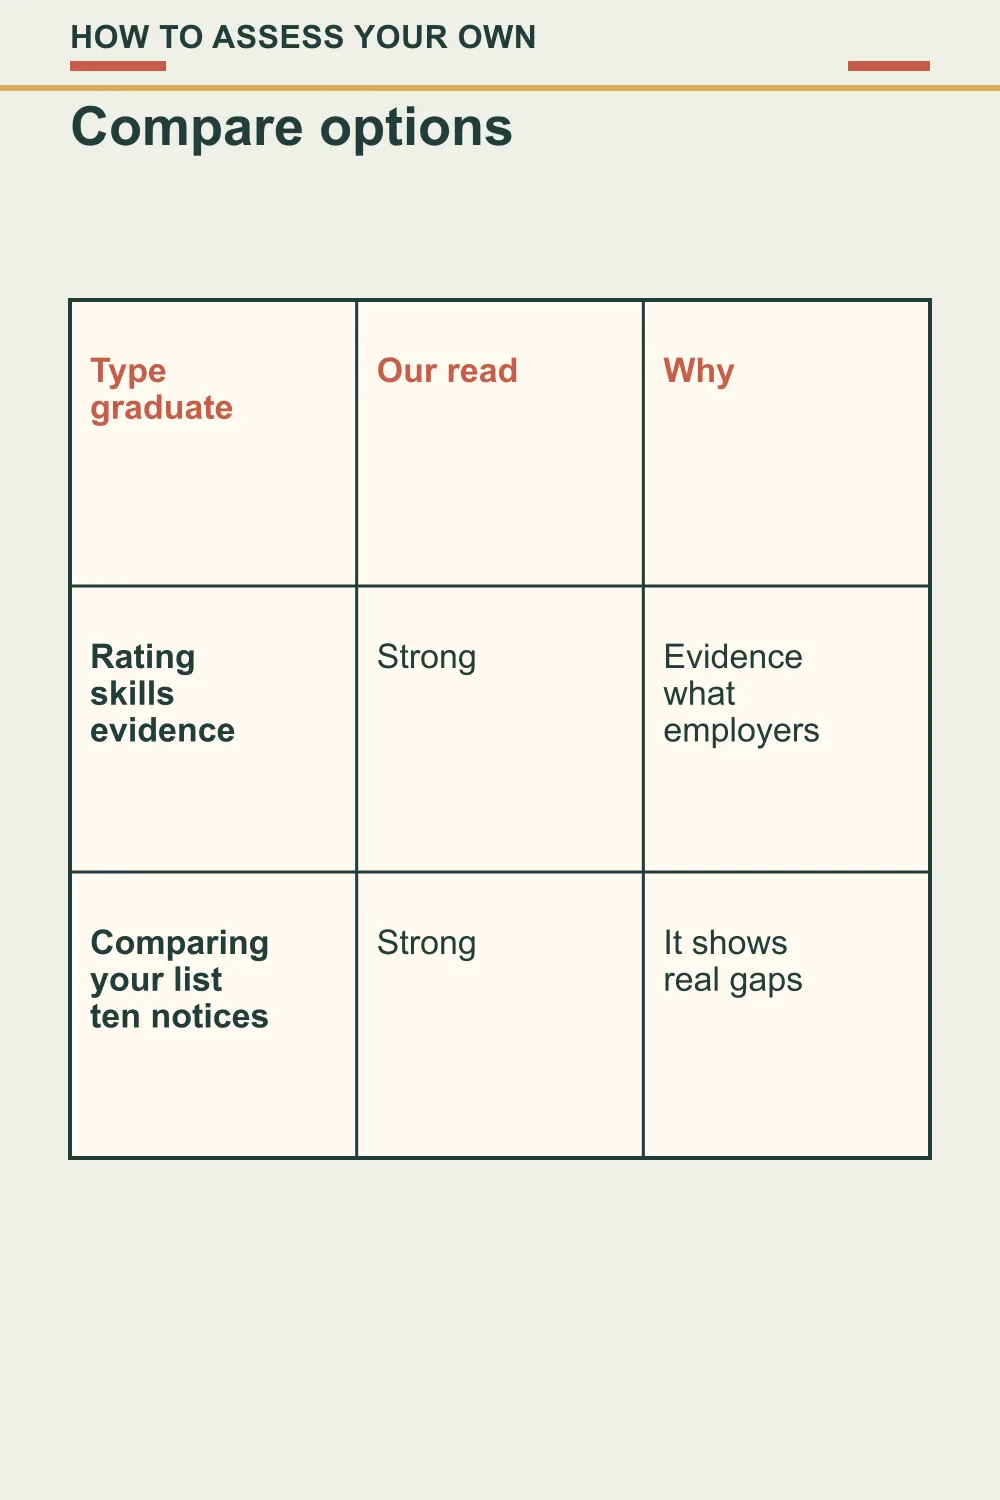 HOW TO ASSESS YOUR OWN
Compare options
Type
graduate
Our read
Why
Rating
skills
evidence
Strong
Evidence
what
employers
Comparing
your list
ten notices
Strong
It shows
real gaps